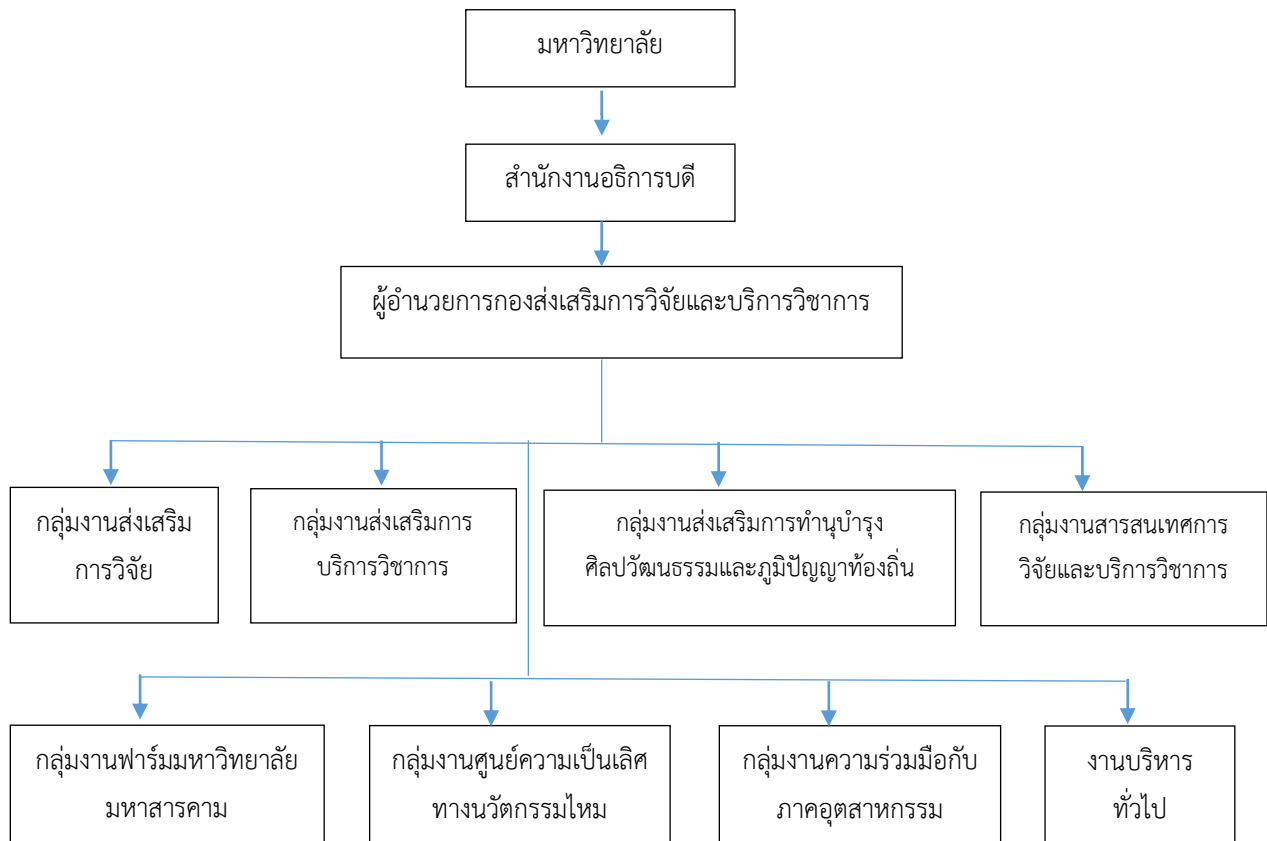 มหาวิทยาลัย
สำนักงานอธิการบดี
ผู้อำนวยการกองส่งเสริมการวิจัยและบริการวิชาการ
กลุ่มงานส่งเสริม
การวิจัย
กลุ่มงานส่งเสริมการ
บริการวิชาการ
กลุ่มงานส่งเสริมการทำนุบำรุง
ศิลปวัฒนธรรมและภูมิปัญญาท้องถิ่น
กลุ่มงานสารสนเทศการ
วิจัยและบริการวิชาการ
กลุ่มงานฟาร์มมหาวิทยาลัย
มหาสารคาม
กลุ่มงานศูนย์ความเป็นเลิศ
ทางนวัตกรรมไหม
กลุ่มงานความร่วมมือกับ
ภาคอุตสาหกรรม
งานบริหาร
ทั่วไป